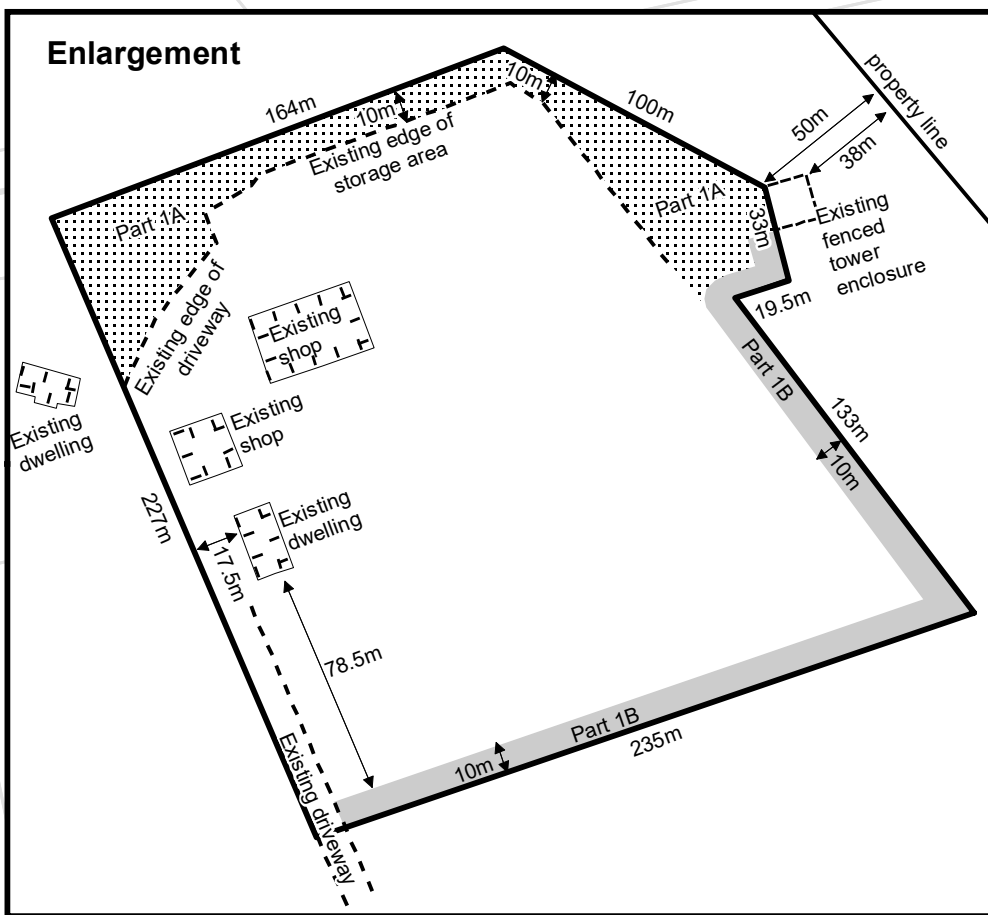 Enlargement
164m
10m
10m
100m
property line
50m
38m
Existing edge of
storage area
Part 1A
Part 1A
33m
Existing
fenced
tower
enclosure
19.5m
Existing edge of
driveway
Existing
shop
Part 1B
133m
10m
Existing
dwelling
Existing
shop
227m
Existing
dwelling
17.5m
78.5m
Part 1B
235m
10m
Existing driveway